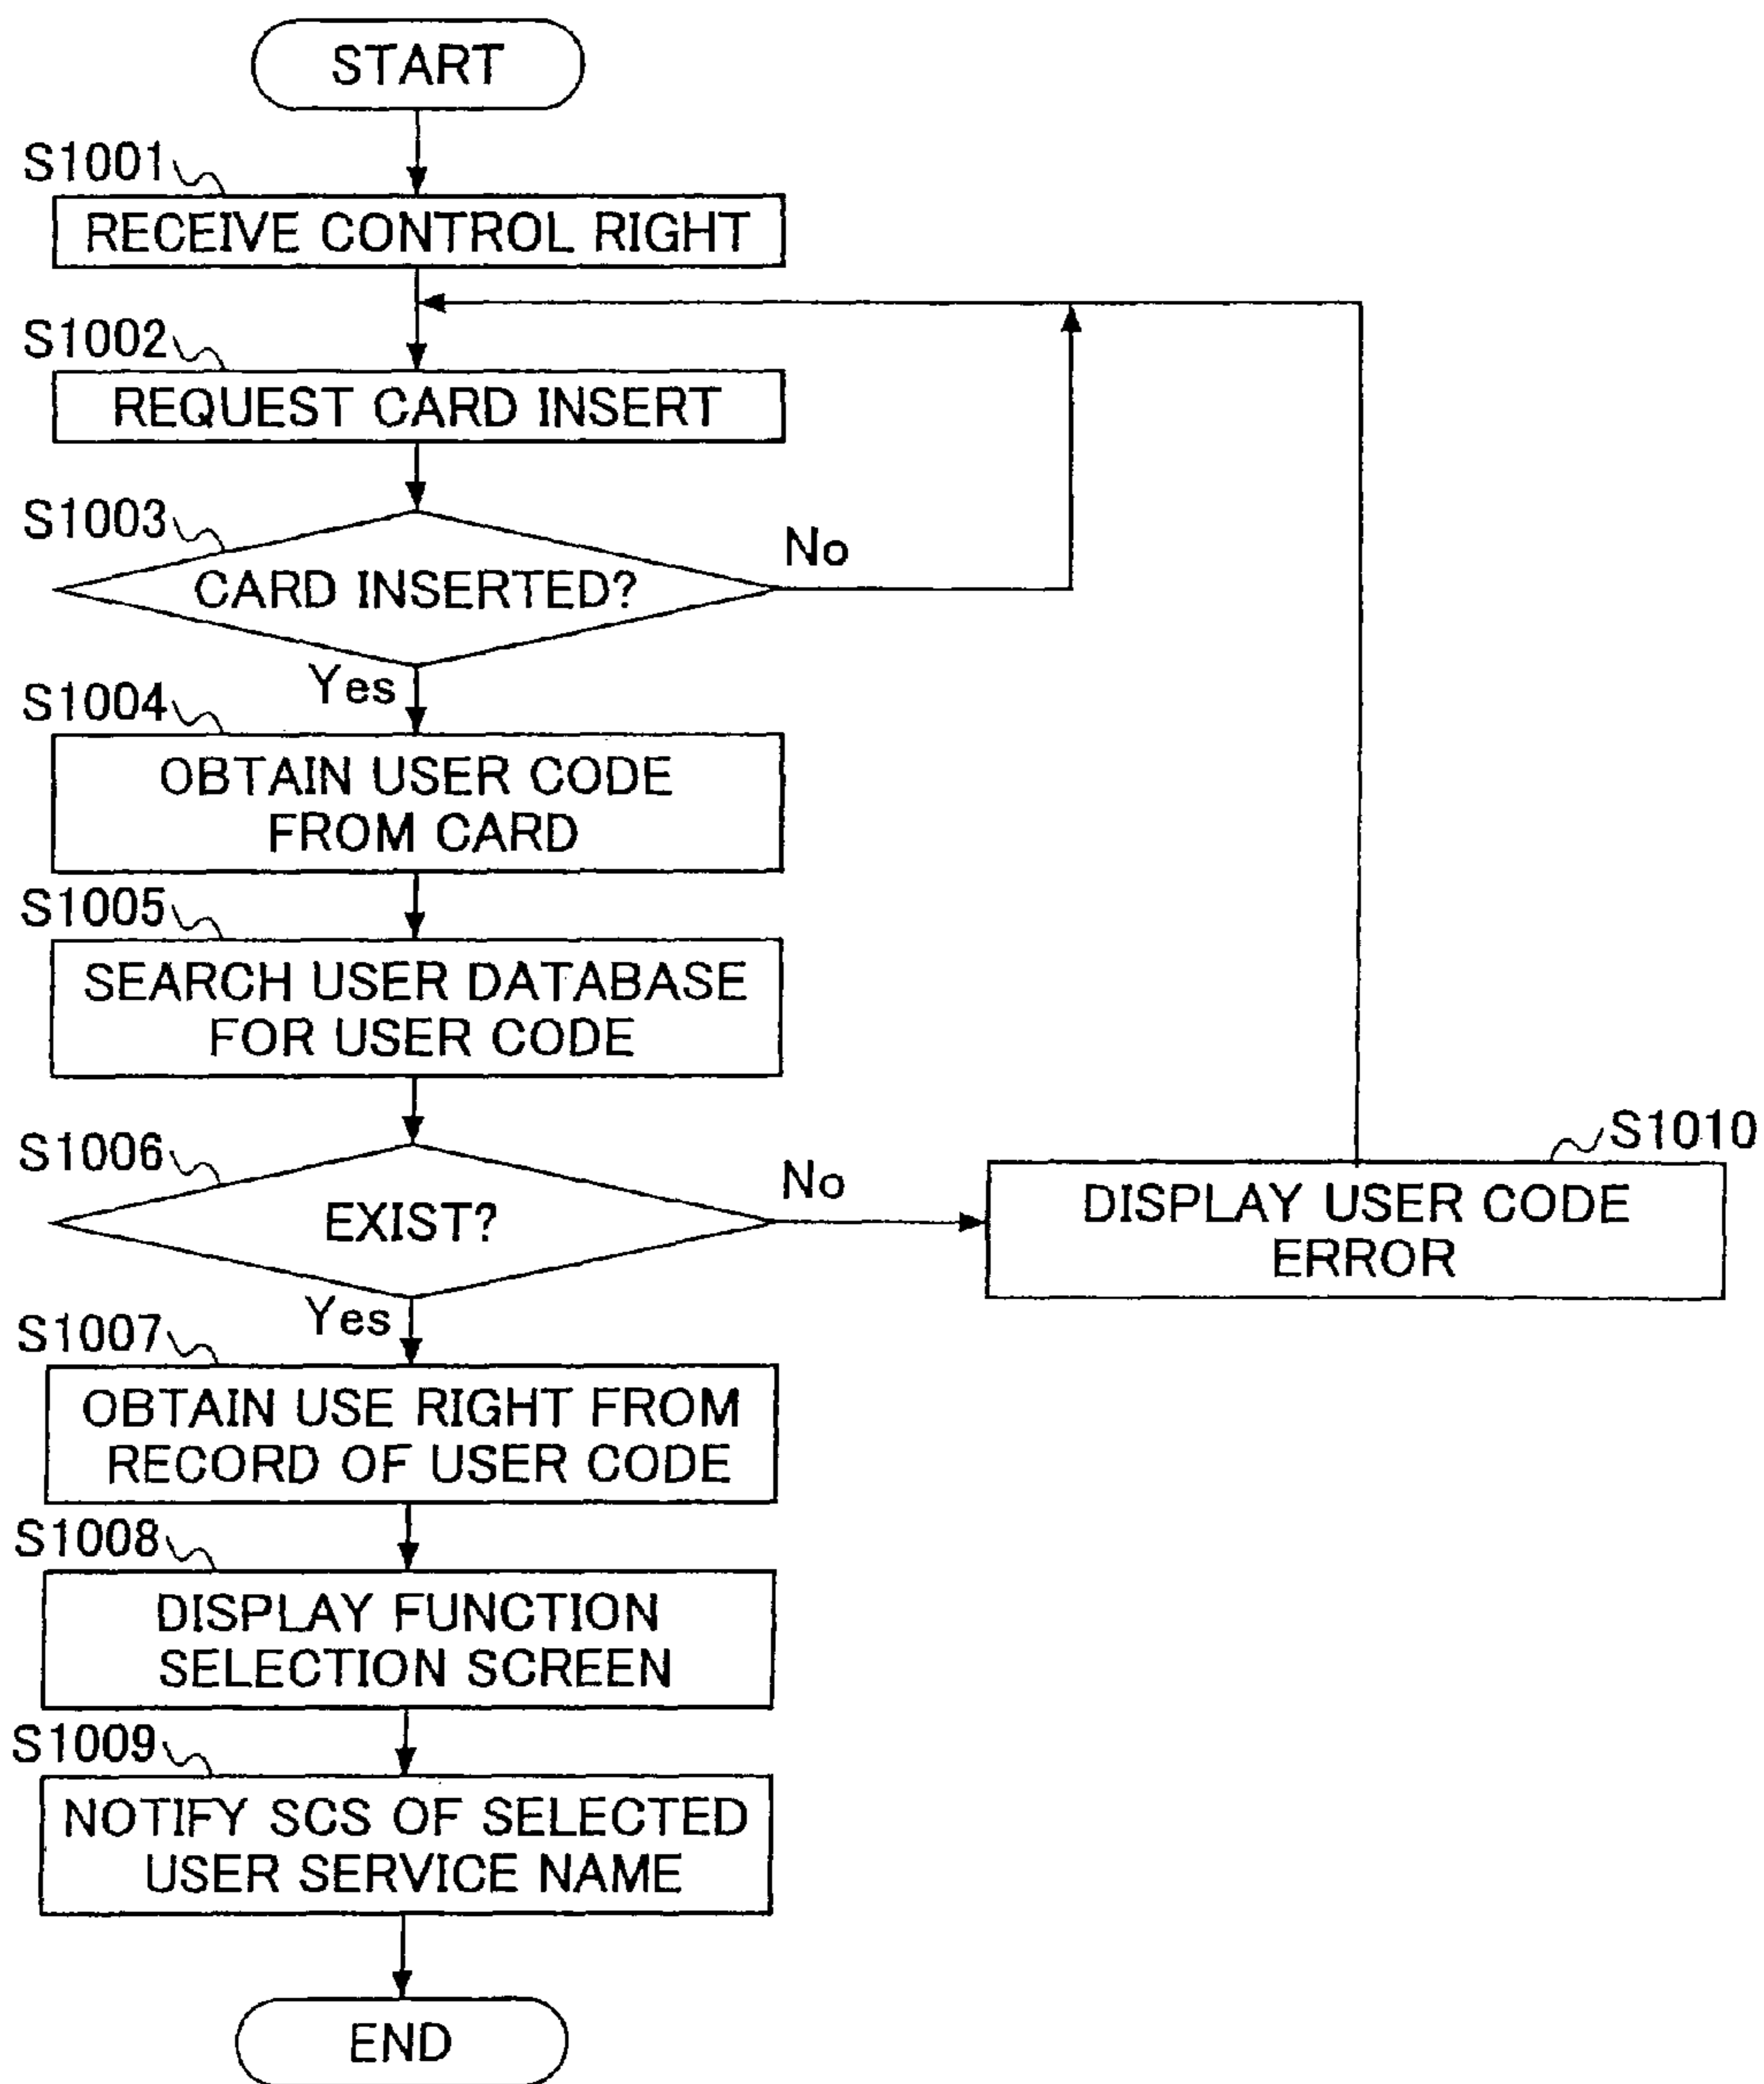 START
S1001
RECEIVE CONTROL RIGHT
S1002
REQUEST CARD INSERT
S1003
CARD INSERTED?
No
Yes
S1004
OBTAIN USER CODE
FROM CARD
S1005
SEARCH USER DATABASE
FOR USER CODE
S1006
EXIST?
No
S1010
DISPLAY USER CODE
ERROR
Yes
S1007
OBTAIN USE RIGHT FROM
RECORD OF USER CODE
S1008
DISPLAY FUNCTION
SELECTION SCREEN
S1009
NOTIFY SCS OF SELECTED
USER SERVICE NAME
END